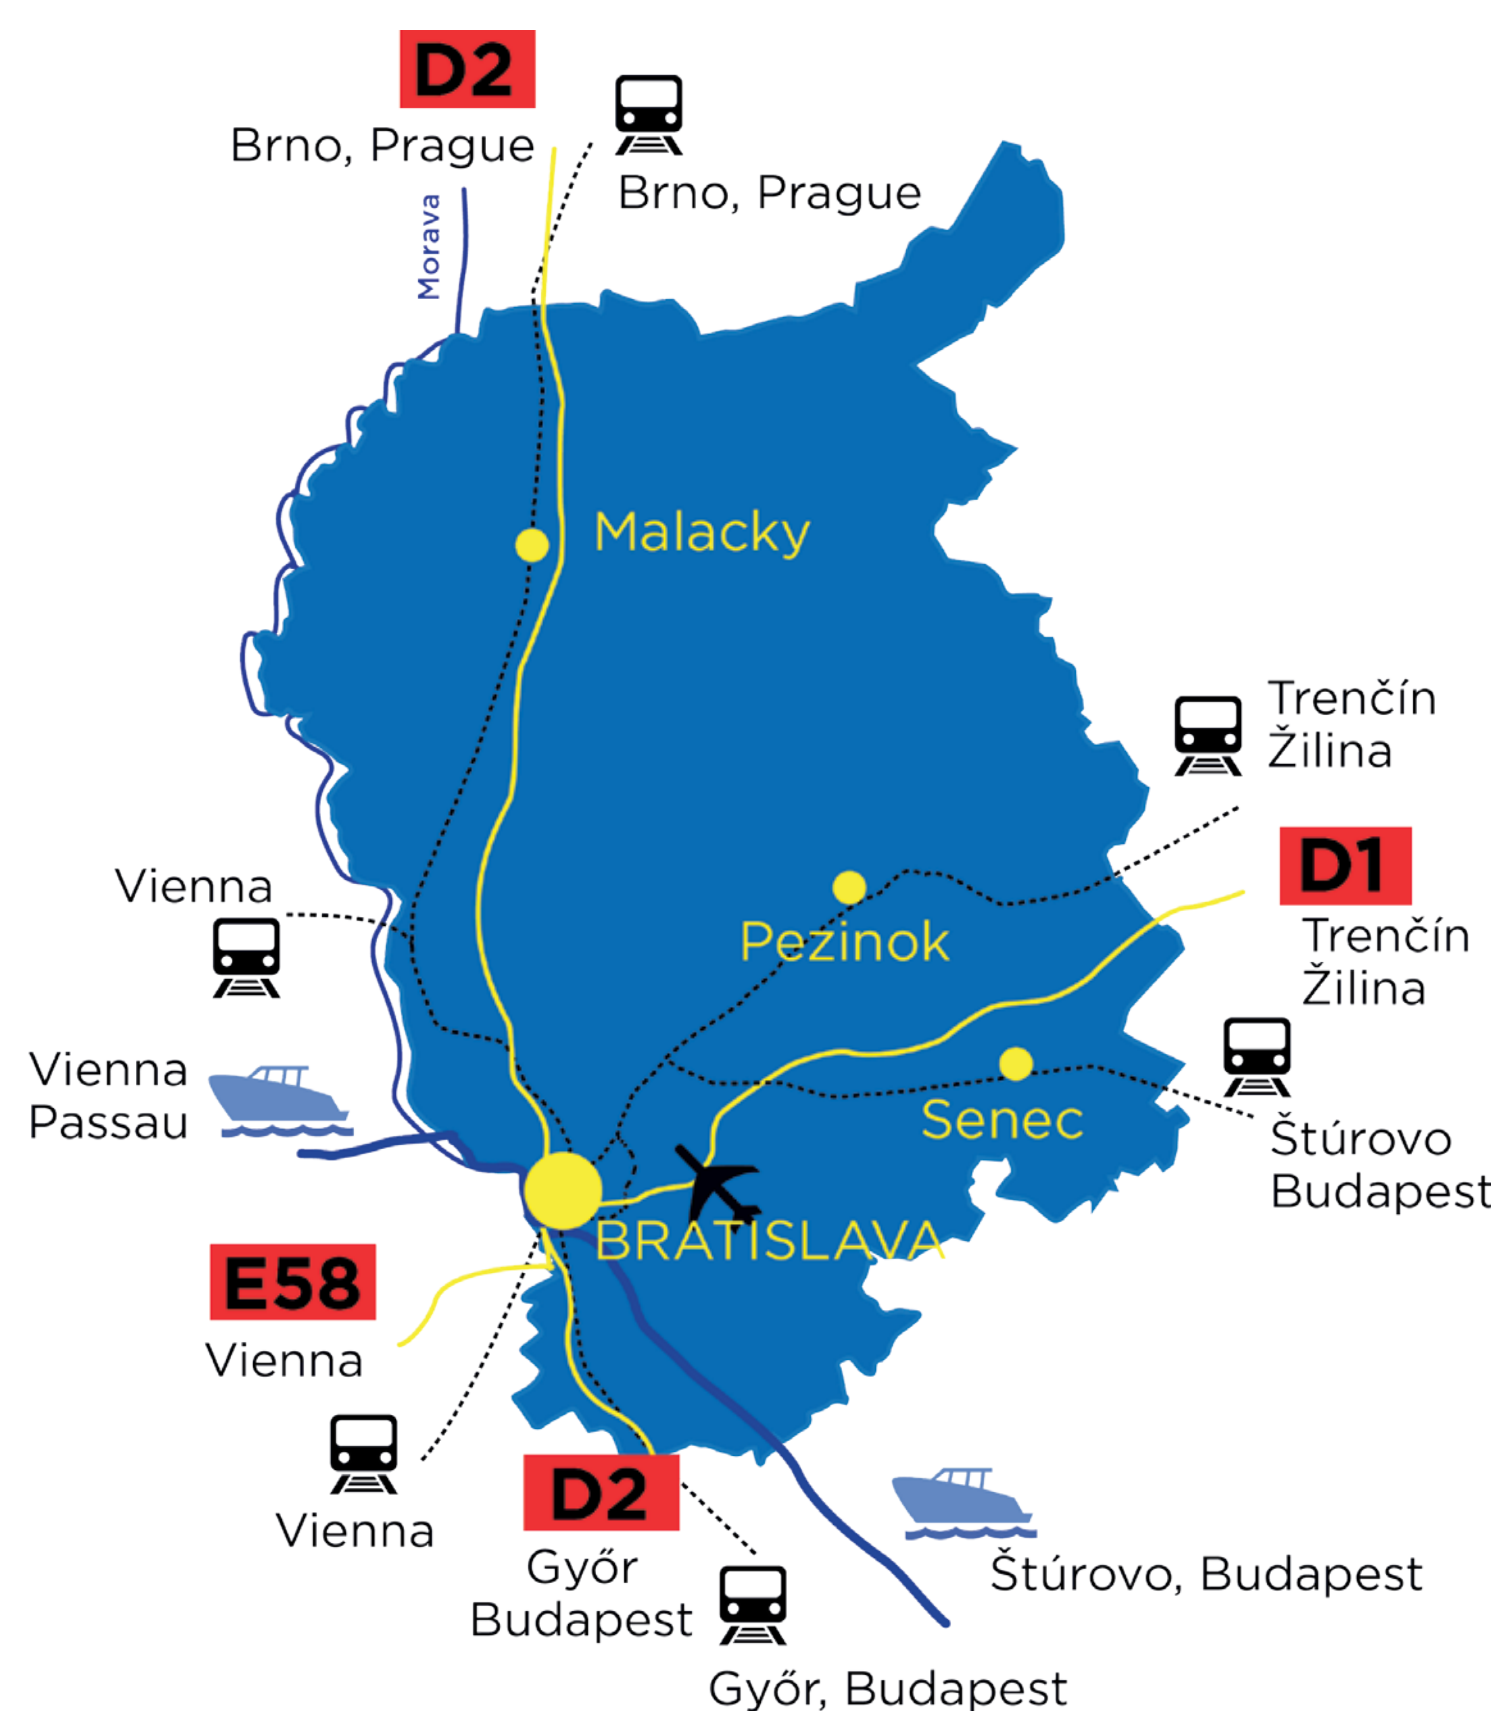 D2
Brno, Prague
Brno, Prague
Morava
Malacky
Trenčín
Žilina
D1
Trenčín
Žilina
Vienna
Pezinok
Vienna
Passau
Senec
Štúrovo
Budapest
BRATISLAVA
E58
Vienna
Vienna
D2
Győr
Budapest
Štúrovo, Budapest
Győr, Budapest